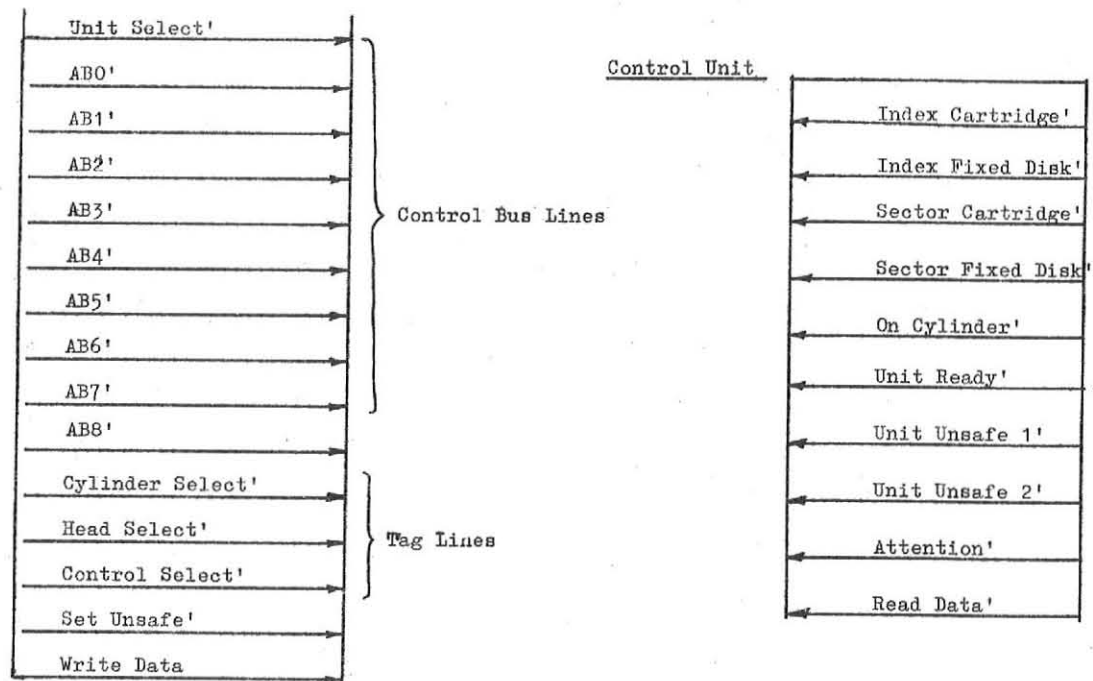 Unit Select'
AB0'
AB1'
AB2'
AB3'
AB4'
AB5'
AB6'
AB7'
AB8'
Cylinder Select'
Head Select'
Control Select'
Set Unsafe'
Write Data
Control Bus Lines
Tag Lines
Control Unit
Index Cartridge'
Index Fixed Disk'
Sector Cartridge'
Sector Fixed Disk'
On Cylinder'
Unit Ready'
Unit Unsafe 1'
Unit Unsafe 2'
Attention'
Read Data'